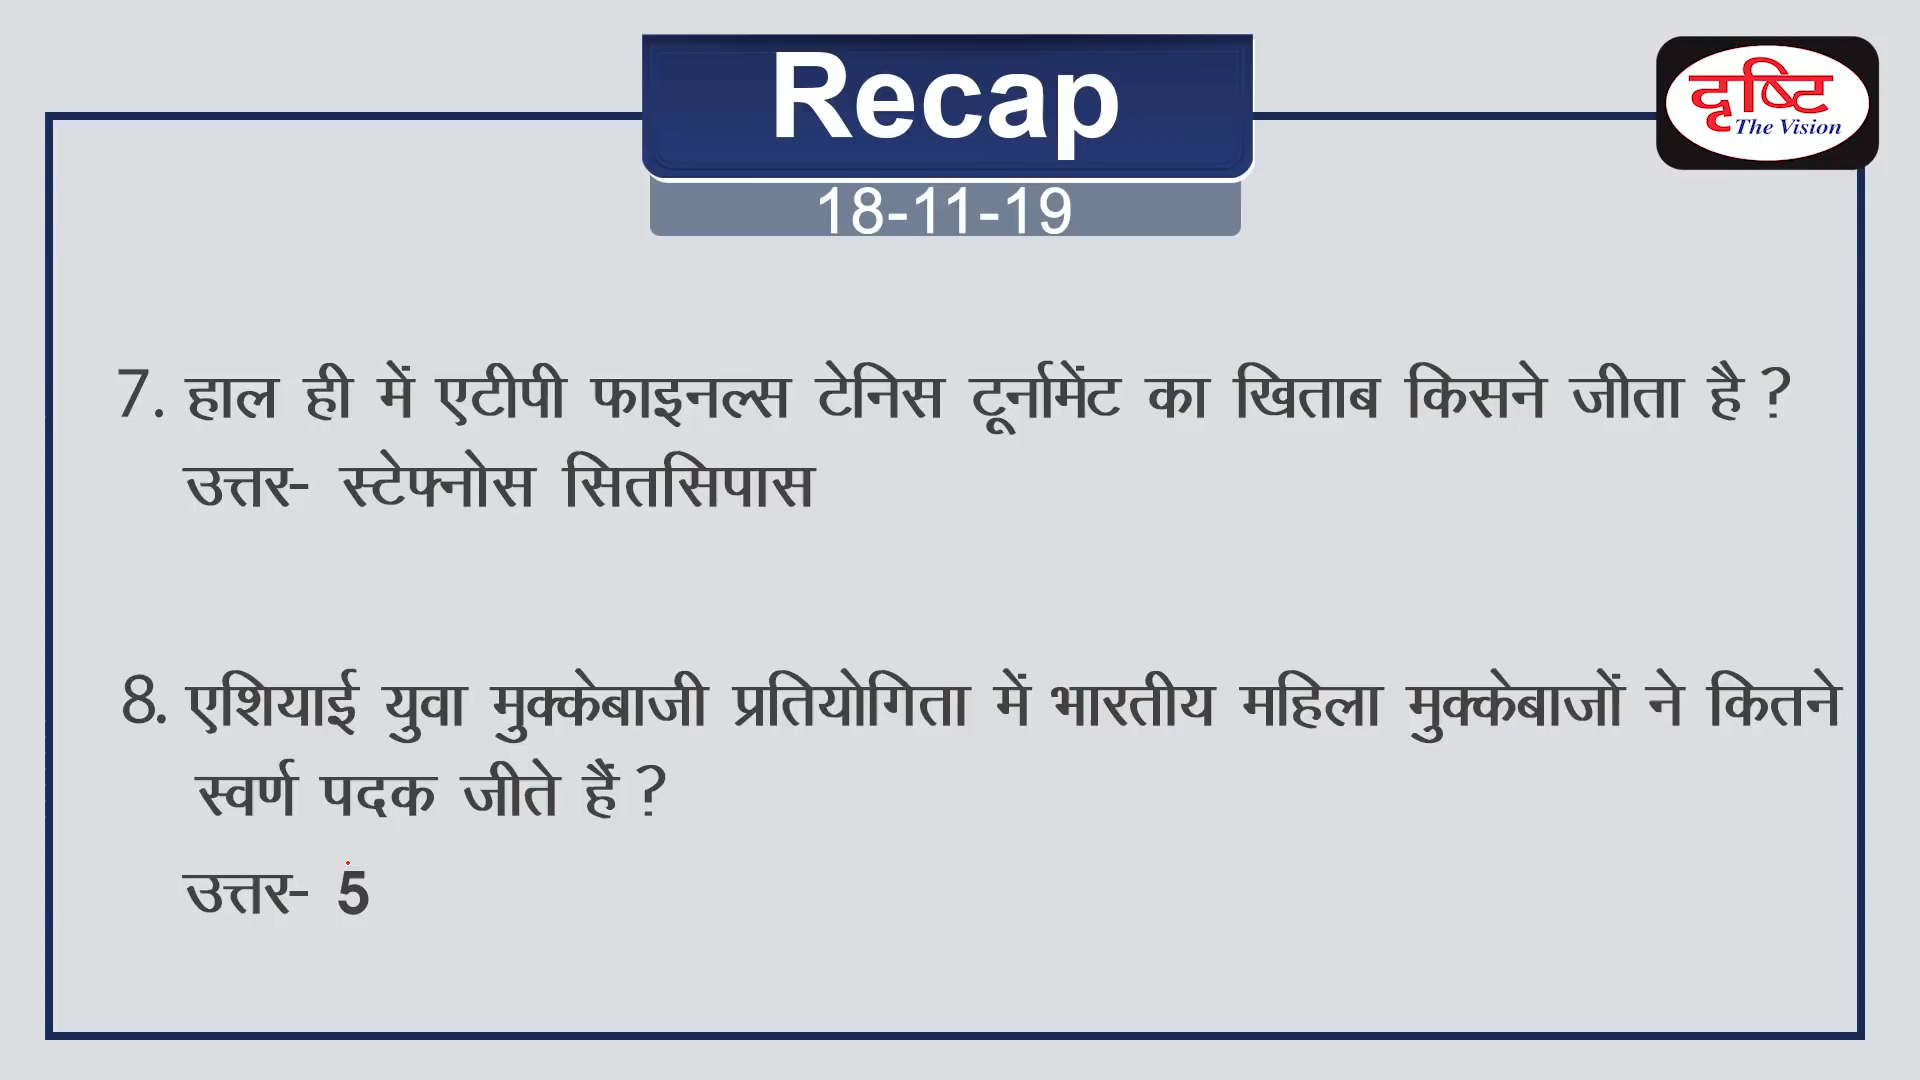 Recap
दृष्टि
The Vision
18-11-19
7. हाल ही में एटीपी फाइनल्स टेनिस टूर्नामेंट का खिताब किसने जीता है ?
उत्तर- स्टेफ्नोस सितसिपास
8. एशियाई युवा मुक्केबाजी प्रतियोगिता में भारतीय महिला मुक्केबाजों ने कितने
स्वर्ण पदक जीते हैं ?
उत्तर- 5